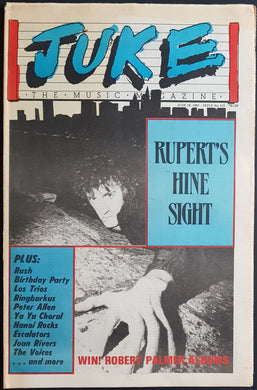 JUKE
·THE·MUSIC·MAGAZINE·
RUPERT'S
HINE
SIGHT
PLUS:
Rush
Birthday Party
Los Trios
Ringbarkus
Peter Allen
Ya Ya Choral
Hanoi Rocks
Escalators
Joan Rivers
The Voices
. . . and more
WIN! ROBERT PALMER ALBUMS